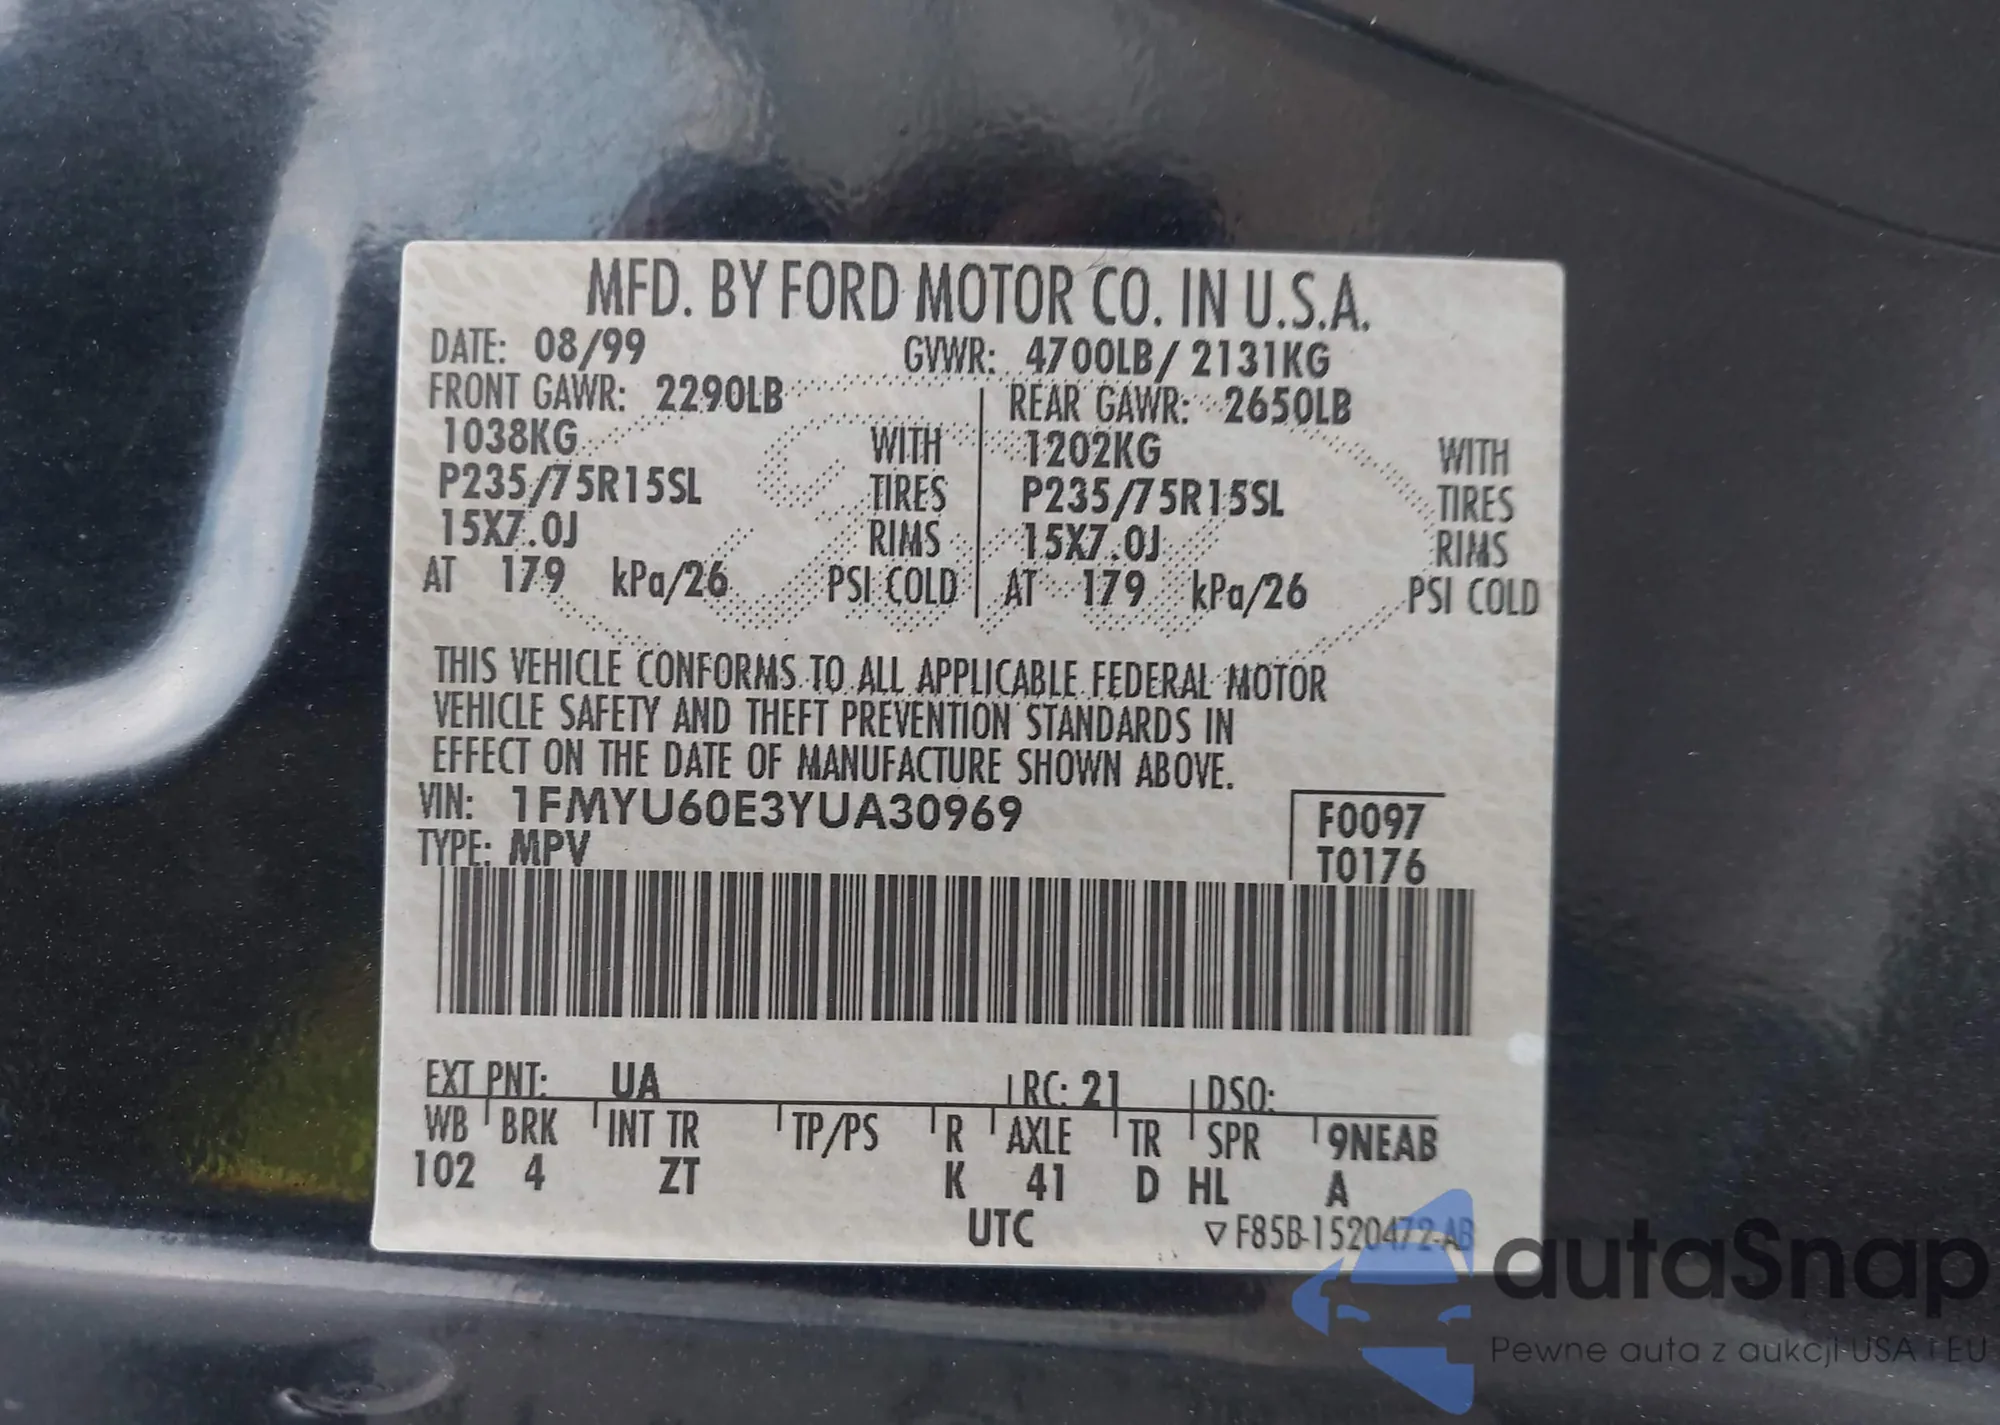 MFD. BY FORD MOTOR CO. IN U.S.A.
DATE: 08/99 GVWR: 4700LB/ 2131KG
FRONT GAWR: 2290LB REAR GAWR: 2650LB
1038KG WITH 1202KG WITH
P235/75R15SL TIRES P235/75R15SL TIRES
15X7.0J RIMS 15X7.0J RIMS
AT 179 kPa/26 PSI COLD AT 179 kPa/26 PSI COLD
THIS VEHICLE CONFORMS TO ALL APPLICABLE FEDERAL MOTOR
VEHICLE SAFETY AND THEFT PREVENTION STANDARDS IN
EFFECT ON THE DATE OF MANUFACTURE SHOWN ABOVE.
VIN: 1FMYU60E3YUA30969 F0097
TYPE: MPV T0176
EXT PNT: UA RC: 21 DSO:
WB BRK INT TR TP/PS R AXLE TR SPR 9NEAB
102 4 ZT K 41 D HL A
UTC ▽F85B-1520472-AB
autaSnap
Pewne auta z aukcji USA i EU